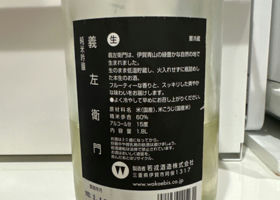 生
純米吟醸
義左衛門
要冷蔵
義左衛門は、伊賀青山の緑豊かな自然の地で
生まれました。
生のまま低温貯蔵し、火入れせずに瓶詰めし
た本生のお酒。
フルーティーな香りと、スッキリした爽やか
な味わいをお届けします。
●よく冷やして早めにお召し上がりください。
原材料名 米(国産)、米こうじ(国産米)
精米歩合 60%
アルコール分 15度
内容量 1.8L
W
製造者 若戎酒造株式会社
三重県伊賀市阿保1317
www.wakaebis.co.jp